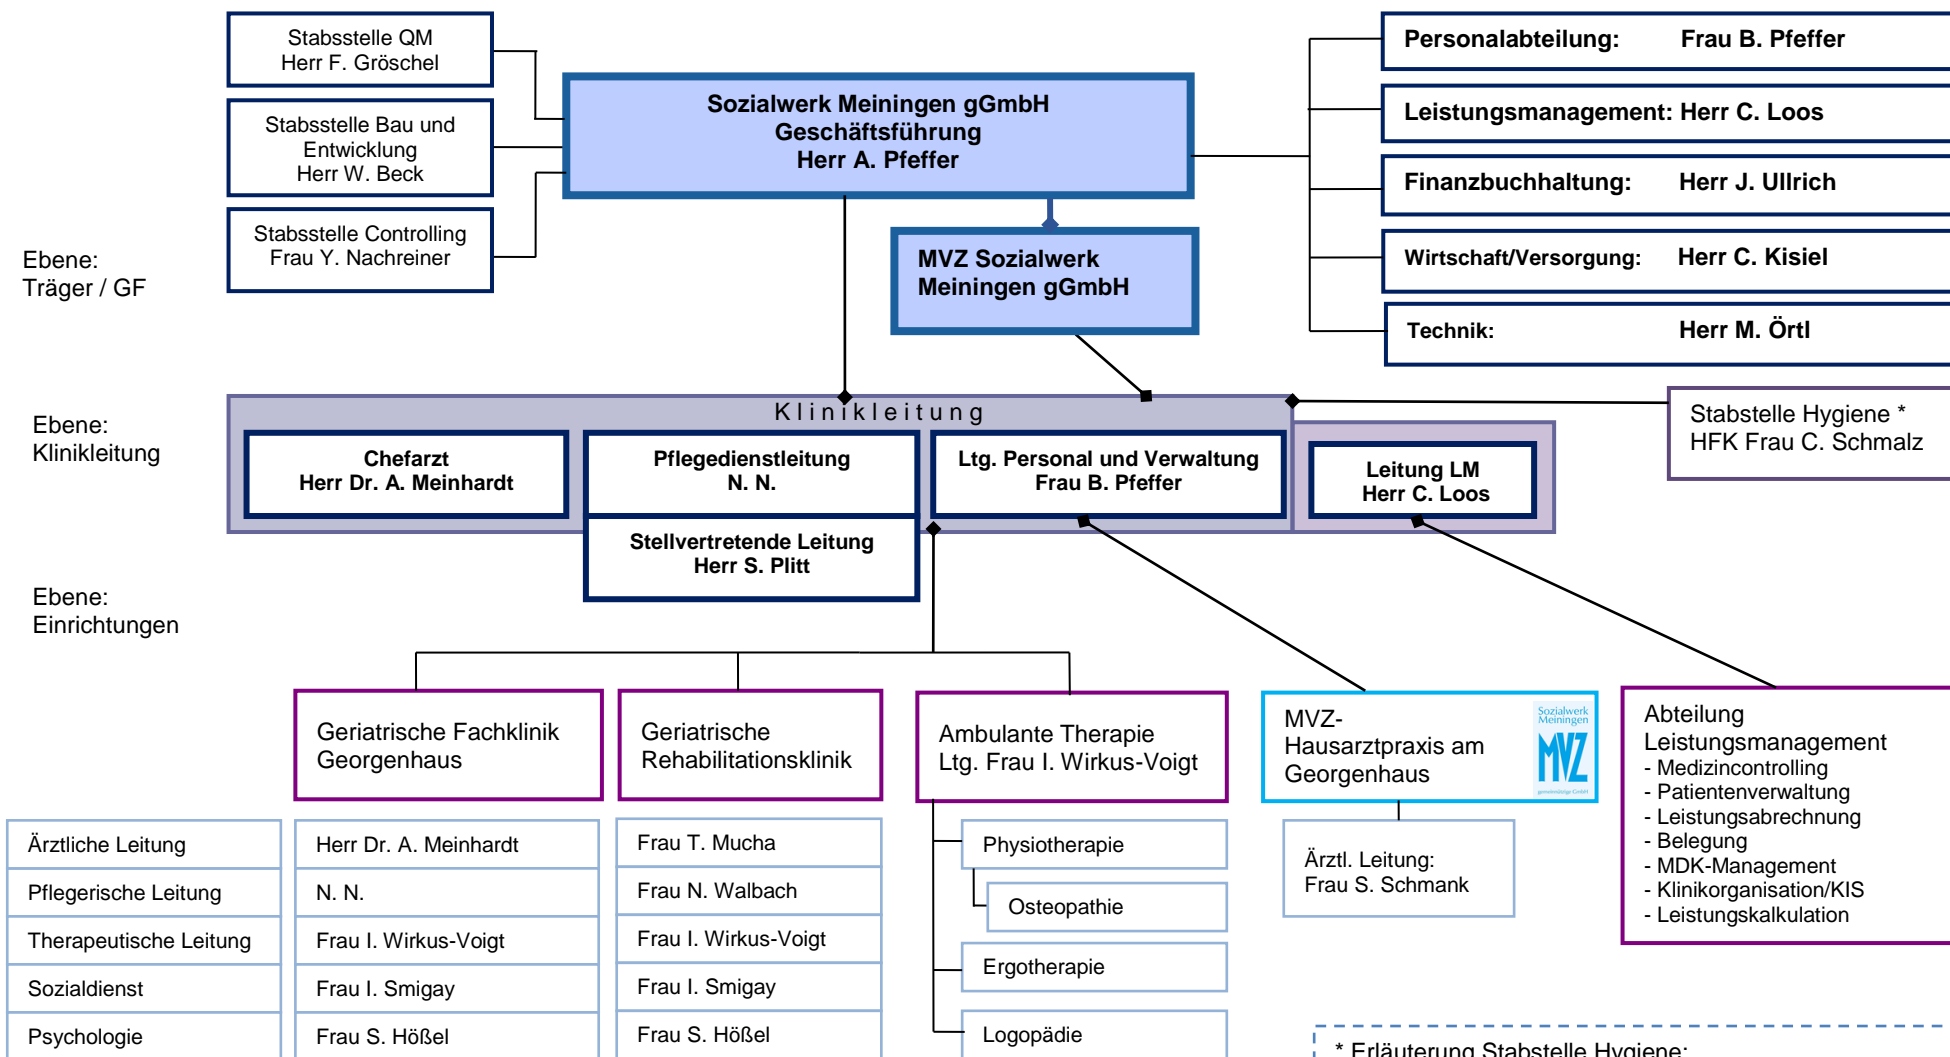 Stabsstelle QM
Herr F. Gröschel
Stabsstelle Bau und
Entwicklung
Herr W. Beck
Stabsstelle Controlling
Frau Y. Nachreiner
Sozialwerk Meiningen gGmbH
Geschäftsführung
Herr A. Pfeffer
MVZ Sozialwerk
Meiningen gGmbH
Personalabteilung: Frau B. Pfeffer
Leistungsmanagement: Herr C. Loos
Finanzbuchhaltung: Herr J. Ullrich
Wirtschaft/Versorgung: Herr C. Kisiel
Technik: Herr M. Örtl
Ebene:
Träger / GF
Ebene:
Klinikleitung
Klinikleitung
Chefarzt
Herr Dr. A. Meinhardt
Pflegedienstleitung
N. N.
Stellvertretende Leitung
Herr S. Plitt
Ltg. Personal und Verwaltung
Frau B. Pfeffer
Leitung LM
Herr C. Loos
Stabstelle Hygiene *
HFK Frau C. Schmalz
Ebene:
Einrichtungen
Geriatrische Fachklinik
Georgenhaus
Geriatrische
Rehabilitationsklinik
Ambulante Therapie
Ltg. Frau I. Wirkus-Voigt
MVZ-
Hausarztpraxis am
Georgenhaus
Sozialwerk
Meiningen
MVZ
gemeinnützige GmbH
Abteilung
Leistungsmanagement
- Medizincontrolling
- Patientenverwaltung
- Leistungsabrechnung
- Belegung
- MDK-Management
- Klinikorganisation/KIS
- Leistungskalkulation
Ärztliche Leitung
Herr Dr. A. Meinhardt
Frau T. Mucha
Pflegerische Leitung
N. N.
Frau N. Walbach
Therapeutische Leitung
Frau I. Wirkus-Voigt
Frau I. Wirkus-Voigt
Sozialdienst
Frau I. Smigay
Frau I. Smigay
Psychologie
Frau S. Hößel
Frau S. Hößel
Physiotherapie
Osteopathie
Ergotherapie
Logopädie
Ärztl. Leitung:
Frau S. Schmank
* Erläuterung Stabstelle Hygiene: